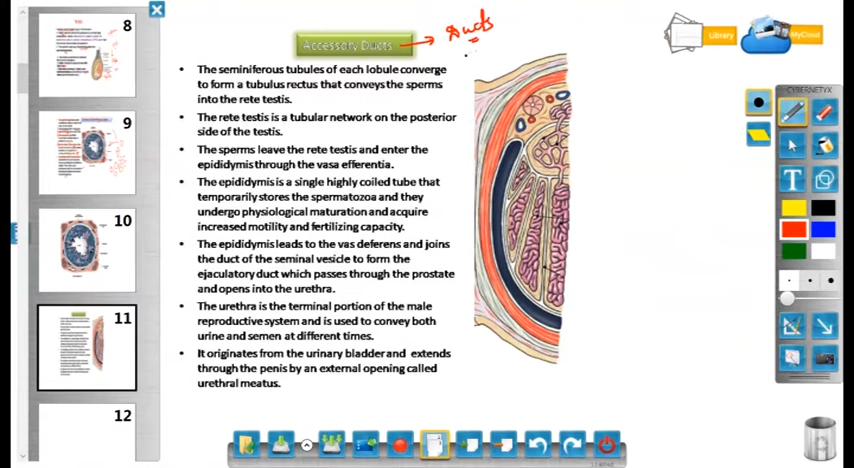 8
9
10
11
12
Accessory Ducts
Ducts
The seminiferous tubules of each lobule converge
to form a tubulus rectus that conveys the sperms
into the rete testis.
The rete testis is a tubular network on the posterior
side of the testis.
The sperms leave the rete testis and enter the
epididymis through the vasa efferentia.
The epididymis is a single highly coiled tube that
temporarily stores the spermatozoa and they
undergo physiological maturation and acquire
increased motility and fertilizing capacity.
The epididymis leads to the vas deferens and joins
the duct of the seminal vesicle to form the
ejaculatory duct which passes through the prostate
and opens into the urethra.
The urethra is the terminal portion of the male
reproductive system and is used to convey both
urine and semen at different times.
It originates from the urinary bladder and extends
through the penis by an external opening called
urethral meatus.
Library
MyCloud
CYBERNETYX
T